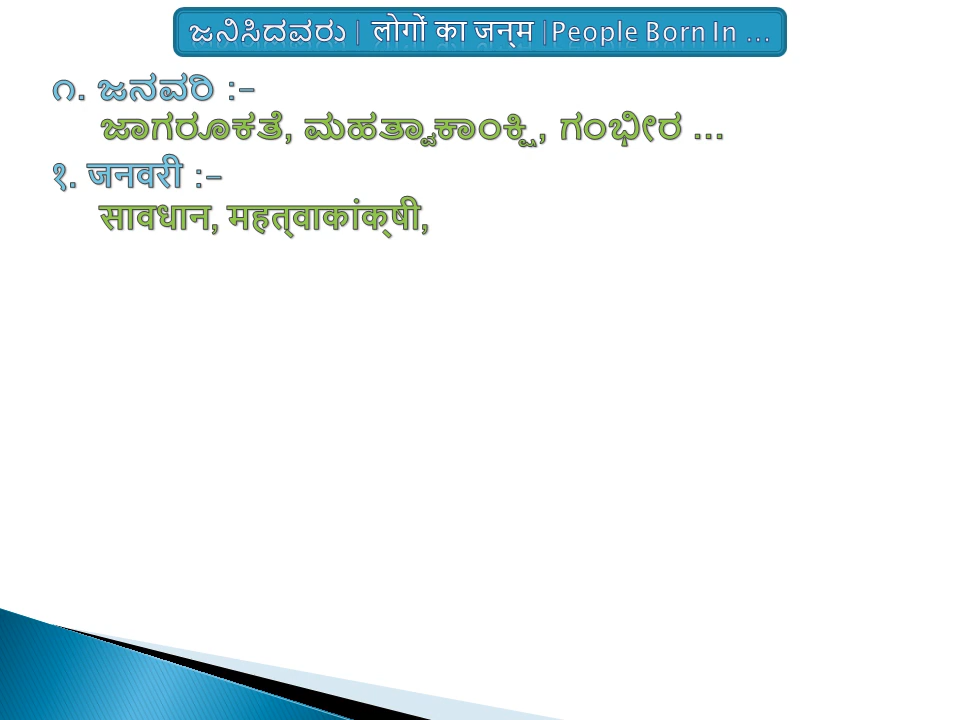 ಜನಿಸಿದವರು | लोगों का जन्‍म |People Born In ...
೧. ಜನವರಿ :-
ಜಾಗರೂಕತೆ, ಮಹತ್ವಾಕಾಂಕ್ಷಿ, ಗಂಭೀರ ...
१. जनवरी :-
सावधान, महत्‍वाकांक्‍षी,